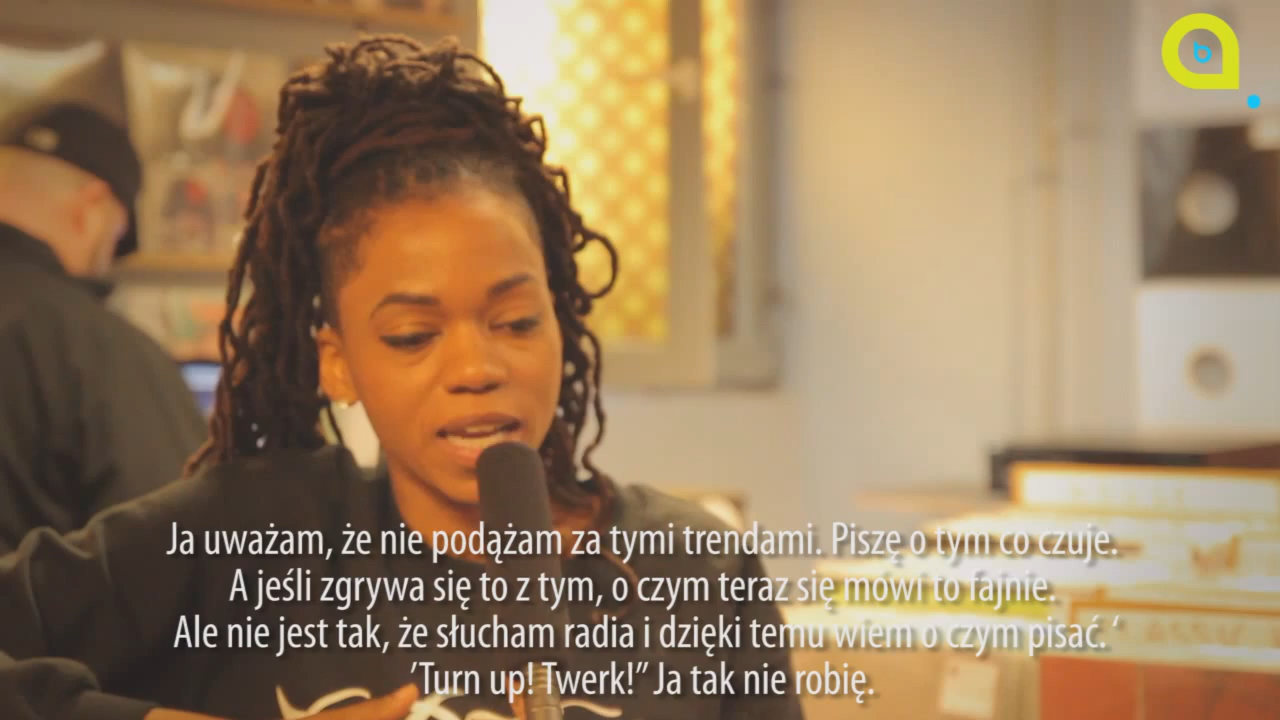 b
Ja uważam, że nie podążam za tymi trendami. Piszę o tym co czuje.
A jeśli zgrywa się to z tym, o czym teraz się mówi to fajnie.
Ale nie jest tak, że słucham radia i dzięki temu wiem o czym pisać. ‘
’Turn up! Twerk!” Ja tak nie robię.